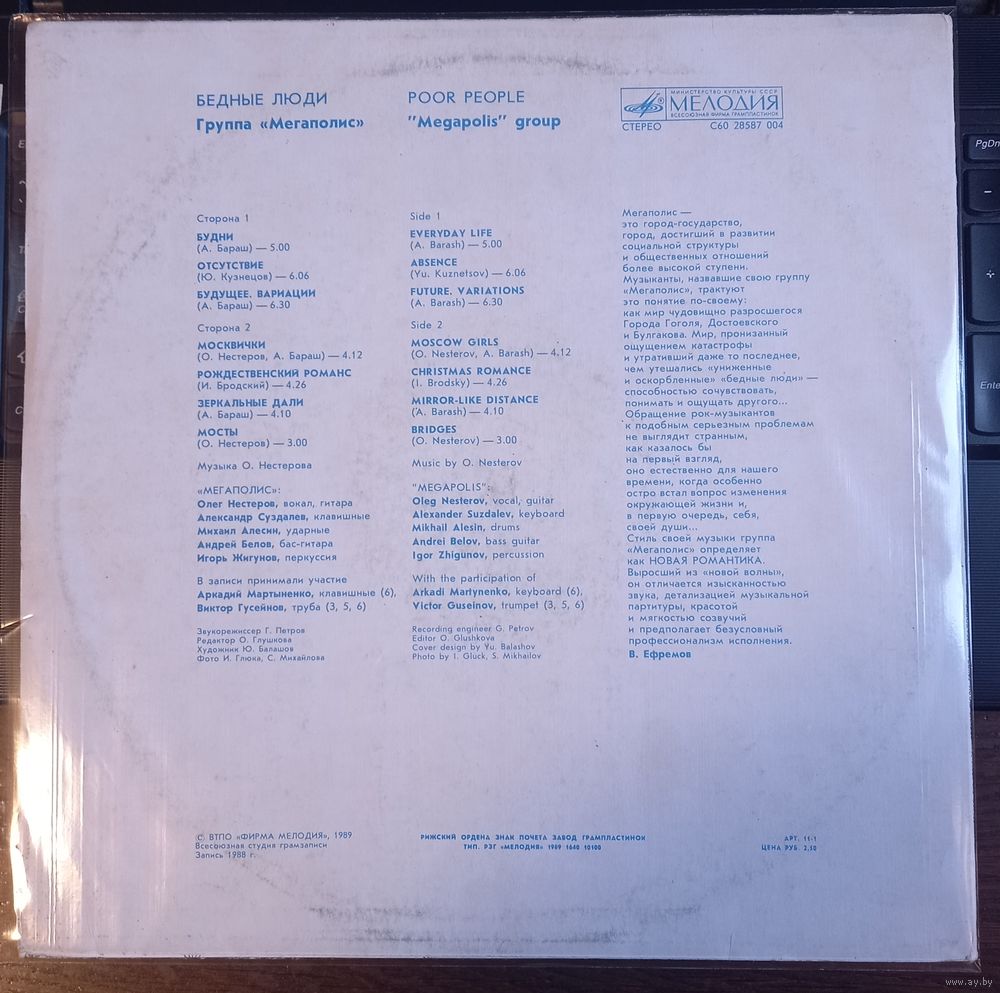 БЕДНЫЕ ЛЮДИ
Группа «Мегаполис»
POOR PEOPLE
"Megapolis" group
МИНИСТЕРСТВО КУЛЬТУРЫ СССР
МЕЛОДИЯ
ВСЕСОЮЗНАЯ ФИРМА ГРАМПЛАСТИНОК
СТЕРЕО С60 28587 004
Сторона 1
БУДНИ
(А. Бараш) — 5.00
ОТСУТСТВИЕ
(Ю. Кузнецов) — 6.06
БУДУЩЕЕ. ВАРИАЦИИ
(А. Бараш) — 6.30
Сторона 2
МОСКВИЧКИ
(О. Нестеров, А. Бараш) — 4.12
РОЖДЕСТВЕНСКИЙ РОМАНС
(И. Бродский) — 4.26
ЗЕРКАЛЬНЫЕ ДАЛИ
(А. Бараш) — 4.10
МОСТЫ
(О. Нестеров) — 3.00
Музыка О. Нестерова
«МЕГАПОЛИС»:
Олег Нестеров, вокал, гитара
Александр Суздалев, клавишные
Михаил Алесин, ударные
Андрей Белов, бас-гитара
Игорь Жигунов, перкуссия
В записи принимали участие
Аркадий Мартыненко, клавишные (6),
Виктор Гусейнов, труба (3, 5, 6)
Звукорежиссер Г. Петров
Редактор О. Глушкова
Художник Ю. Балашов
Фото И. Глюка, С. Михайлова
Side 1
EVERYDAY LIFE
(A. Barash) — 5.00
ABSENCE
(Yu. Kuznetsov) — 6.06
FUTURE. VARIATIONS
(A. Barash) — 6.30
Side 2
MOSCOW GIRLS
(O. Nesterov, A. Barash) — 4.12
CHRISTMAS ROMANCE
(I. Brodsky) — 4.26
MIRROR-LIKE DISTANCE
(A. Barash) — 4.10
BRIDGES
(O. Nesterov) — 3.00
Music by O. Nesterov
"MEGAPOLIS":
Oleg Nesterov, vocal, guitar
Alexander Suzdalev, keyboard
Mikhail Alesin, drums
Andrei Belov, bass guitar
Igor Zhigunov, percussion
With the participation of
Arkadi Martynenko, keyboard (6),
Victor Guseinov, trumpet (3, 5, 6)
Recording engineer G. Petrov
Editor O. Glushkova
Cover design by Yu. Balashov
Photo by I. Gluck, S. Mikhailov
Мегаполис —
это город-государство,
город, достигший в развитии
социальной структуры
и общественных отношений
более высокой ступени.
Музыканты, назвавшие свою группу
«Мегаполис», трактуют
это понятие по-своему:
как мир чудовищно разросшегося
Города Гоголя, Достоевского
и Булгакова. Мир, пронизанный
ощущением катастрофы
и утративший даже то последнее,
чем утешались «униженные
и оскорбленные» «бедные люди» —
способностью сочувствовать,
понимать и ощущать другого...
Обращение рок-музыкантов
к подобным серьезным проблемам
не выглядит странным,
как казалось бы
на первый взгляд,
оно естественно для нашего
времени, когда особенно
остро встал вопрос изменения
окружающей жизни и,
в первую очередь, себя,
своей души...
Стиль своей музыки группа
«Мегаполис» определяет
как НОВАЯ РОМАНТИКА.
Выросший из «новой волны»,
он отличается изысканностью
звука, детализацией музыкальной
партитуры, красотой
и мягкостью созвучий
и предполагает безусловный
профессионализм исполнения.
В. Ефремов
© ВТПО «ФИРМА МЕЛОДИЯ», 1989
Всесоюзная студия грамзаписи
Запись 1988 г.
РИЖСКИЙ ОРДЕНА ЗНАК ПОЧЕТА ЗАВОД ГРАМПЛАСТИНОК
ТИП. РЗГ «МЕЛОДИЯ» 1989 1640 10100
АРТ. 11-1
ЦЕНА РУБ. 2,50
PgDn
Ente
www.ay.by